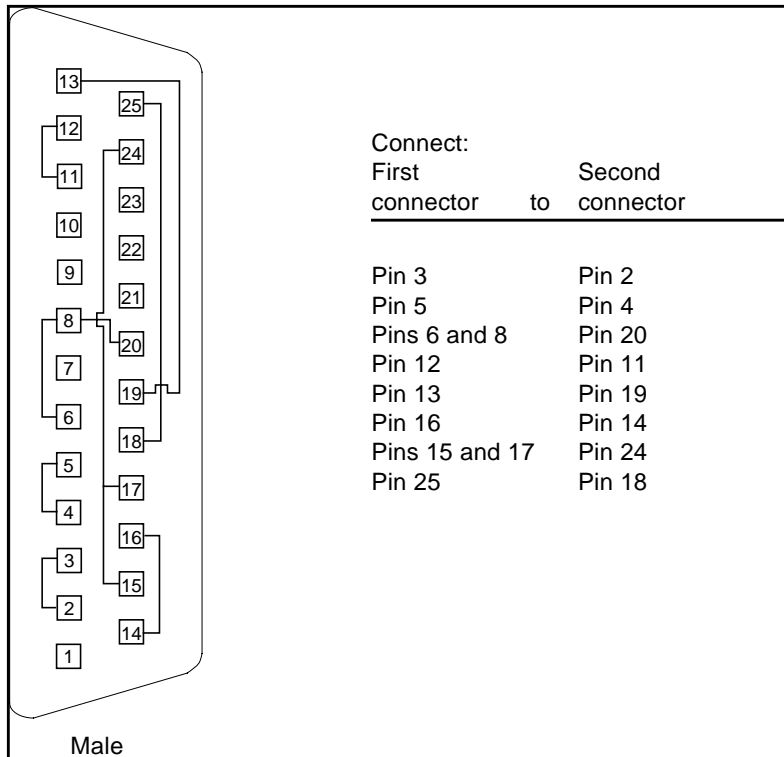 13
25
12
24
11
23
10
22
9
21
8
20
7
19
6
18
5
17
4
16
3
15
2
14
1
Male
Connect:
First Second
connector to connector
Pin 3 Pin 2
Pin 5 Pin 4
Pins 6 and 8 Pin 20
Pin 12 Pin 11
Pin 13 Pin 19
Pin 16 Pin 14
Pins 15 and 17 Pin 24
Pin 25 Pin 18